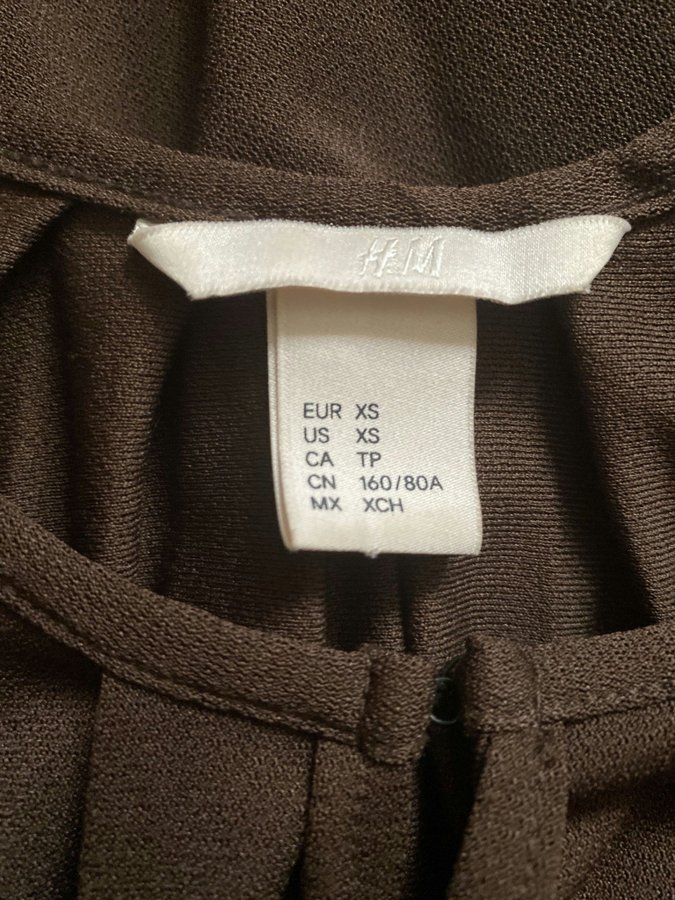 H&M
EUR XS
US XS
CA TP
CN 160/80A
MX XCH